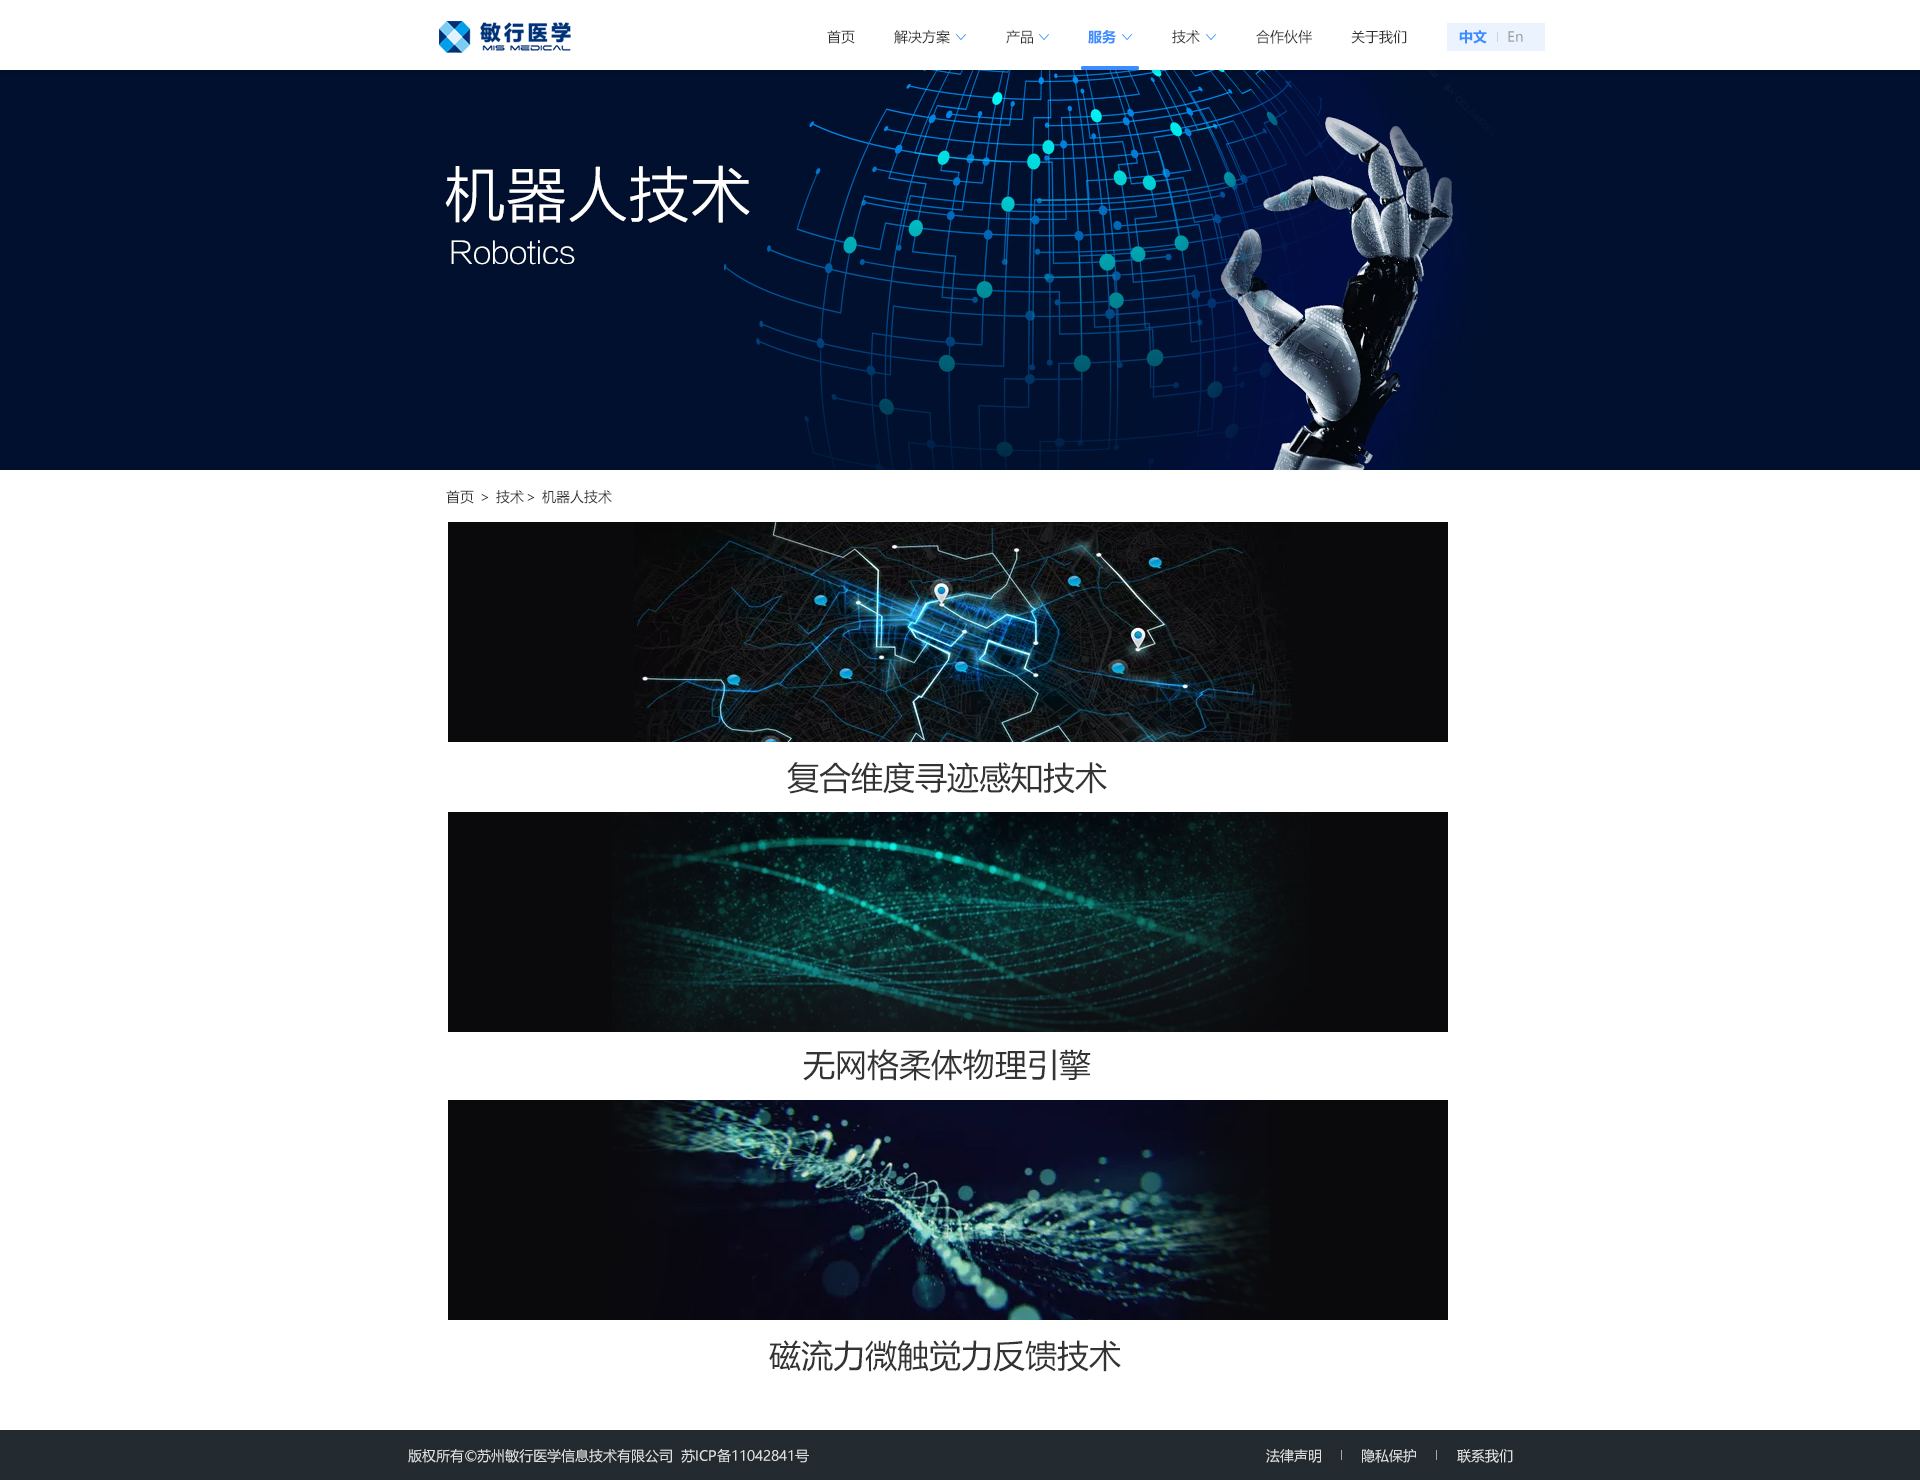 敏行医学
MIS MEDICAL
首页 解决方案 产品 服务 技术 合作伙伴 关于我们 中文 | En
机器人技术
Robotics
首页 > 技术 > 机器人技术
复合维度寻迹感知技术
无网格柔体物理引擎
磁流力微触觉力反馈技术
版权所有©苏州敏行医学信息技术有限公司 苏ICP备11042841号 法律声明 | 隐私保护 | 联系我们